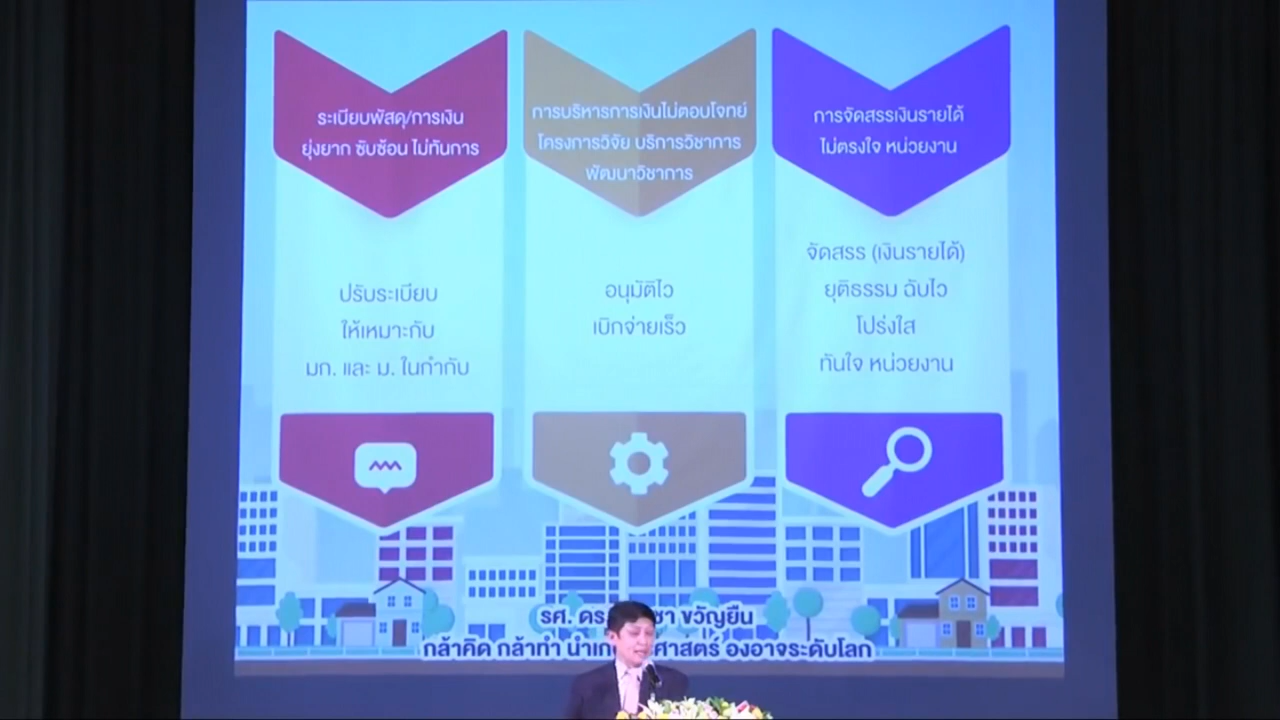 ระเบียบพัสดุ/การเงิน
ยุ่งยาก ซับซ้อน ไม่ทันการ
การบริหารการเงินไม่ตอบโจทย์
โครงการวิจัย บริการวิชาการ
พัฒนาวิชาการ
การจัดสรรเงินรายได้
ไม่ตรงใจ หน่วยงาน
ปรับระเบียบ
ให้เหมาะกับ
มก. และ ม. ในกำกับ
อนุมัติไว
เบิกจ่ายเร็ว
จัดสรร (เงินรายได้)
ยุติธรรม ฉับไว
โปร่งใส
ทันใจ หน่วยงาน
รศ. ดร. ขวัญยืน
กล้าคิด กล้าทำ องอาจระดับโลก